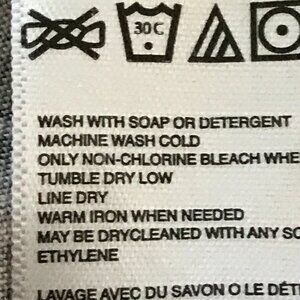 30C
WASH WITH SOAP OR DETERGENT
MACHINE WASH COLD
ONLY NON-CHLORINE BLEACH WHE
TUMBLE DRY LOW
LINE DRY
WARM IRON WHEN NEEDED
MAY BE DRYCLEANED WITH ANY SO
ETHYLENE
LAVAGE AVEC DU SAVON O LE DÉT